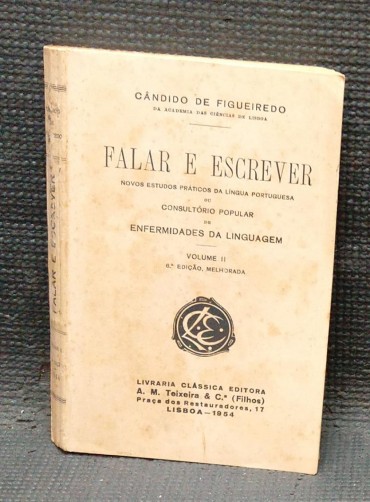 CÂNDIDO DE FIGUEIREDO
DA ACADEMIA DAS CIÊNCIAS DE LISBOA
FALAR E ESCREVER
NOVOS ESTUDOS PRÁTICOS DA LÍNGUA PORTUGUESA
OU
CONSULTÓRIO POPULAR
DE
ENFERMIDADES DA LINGUAGEM
VOLUME II
6.ª EDIÇÃO, MELHORADA
LIVRARIA CLÁSSICA EDITORA
A. M. Teixeira & C.ª (Filhos)
Praça dos Restauradores, 17
LISBOA—1954
FALAR E ESCREVER